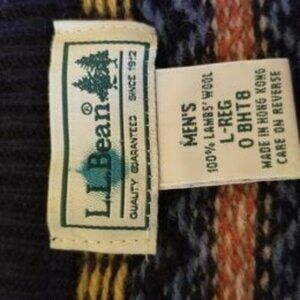 L.L.Bean®
QUALITY GUARANTEED SINCE 1912
MEN'S
100% LAMBS' WOOL
L-REG
0 BHT8
MADE IN HONG KONG
CARE ON REVERSE